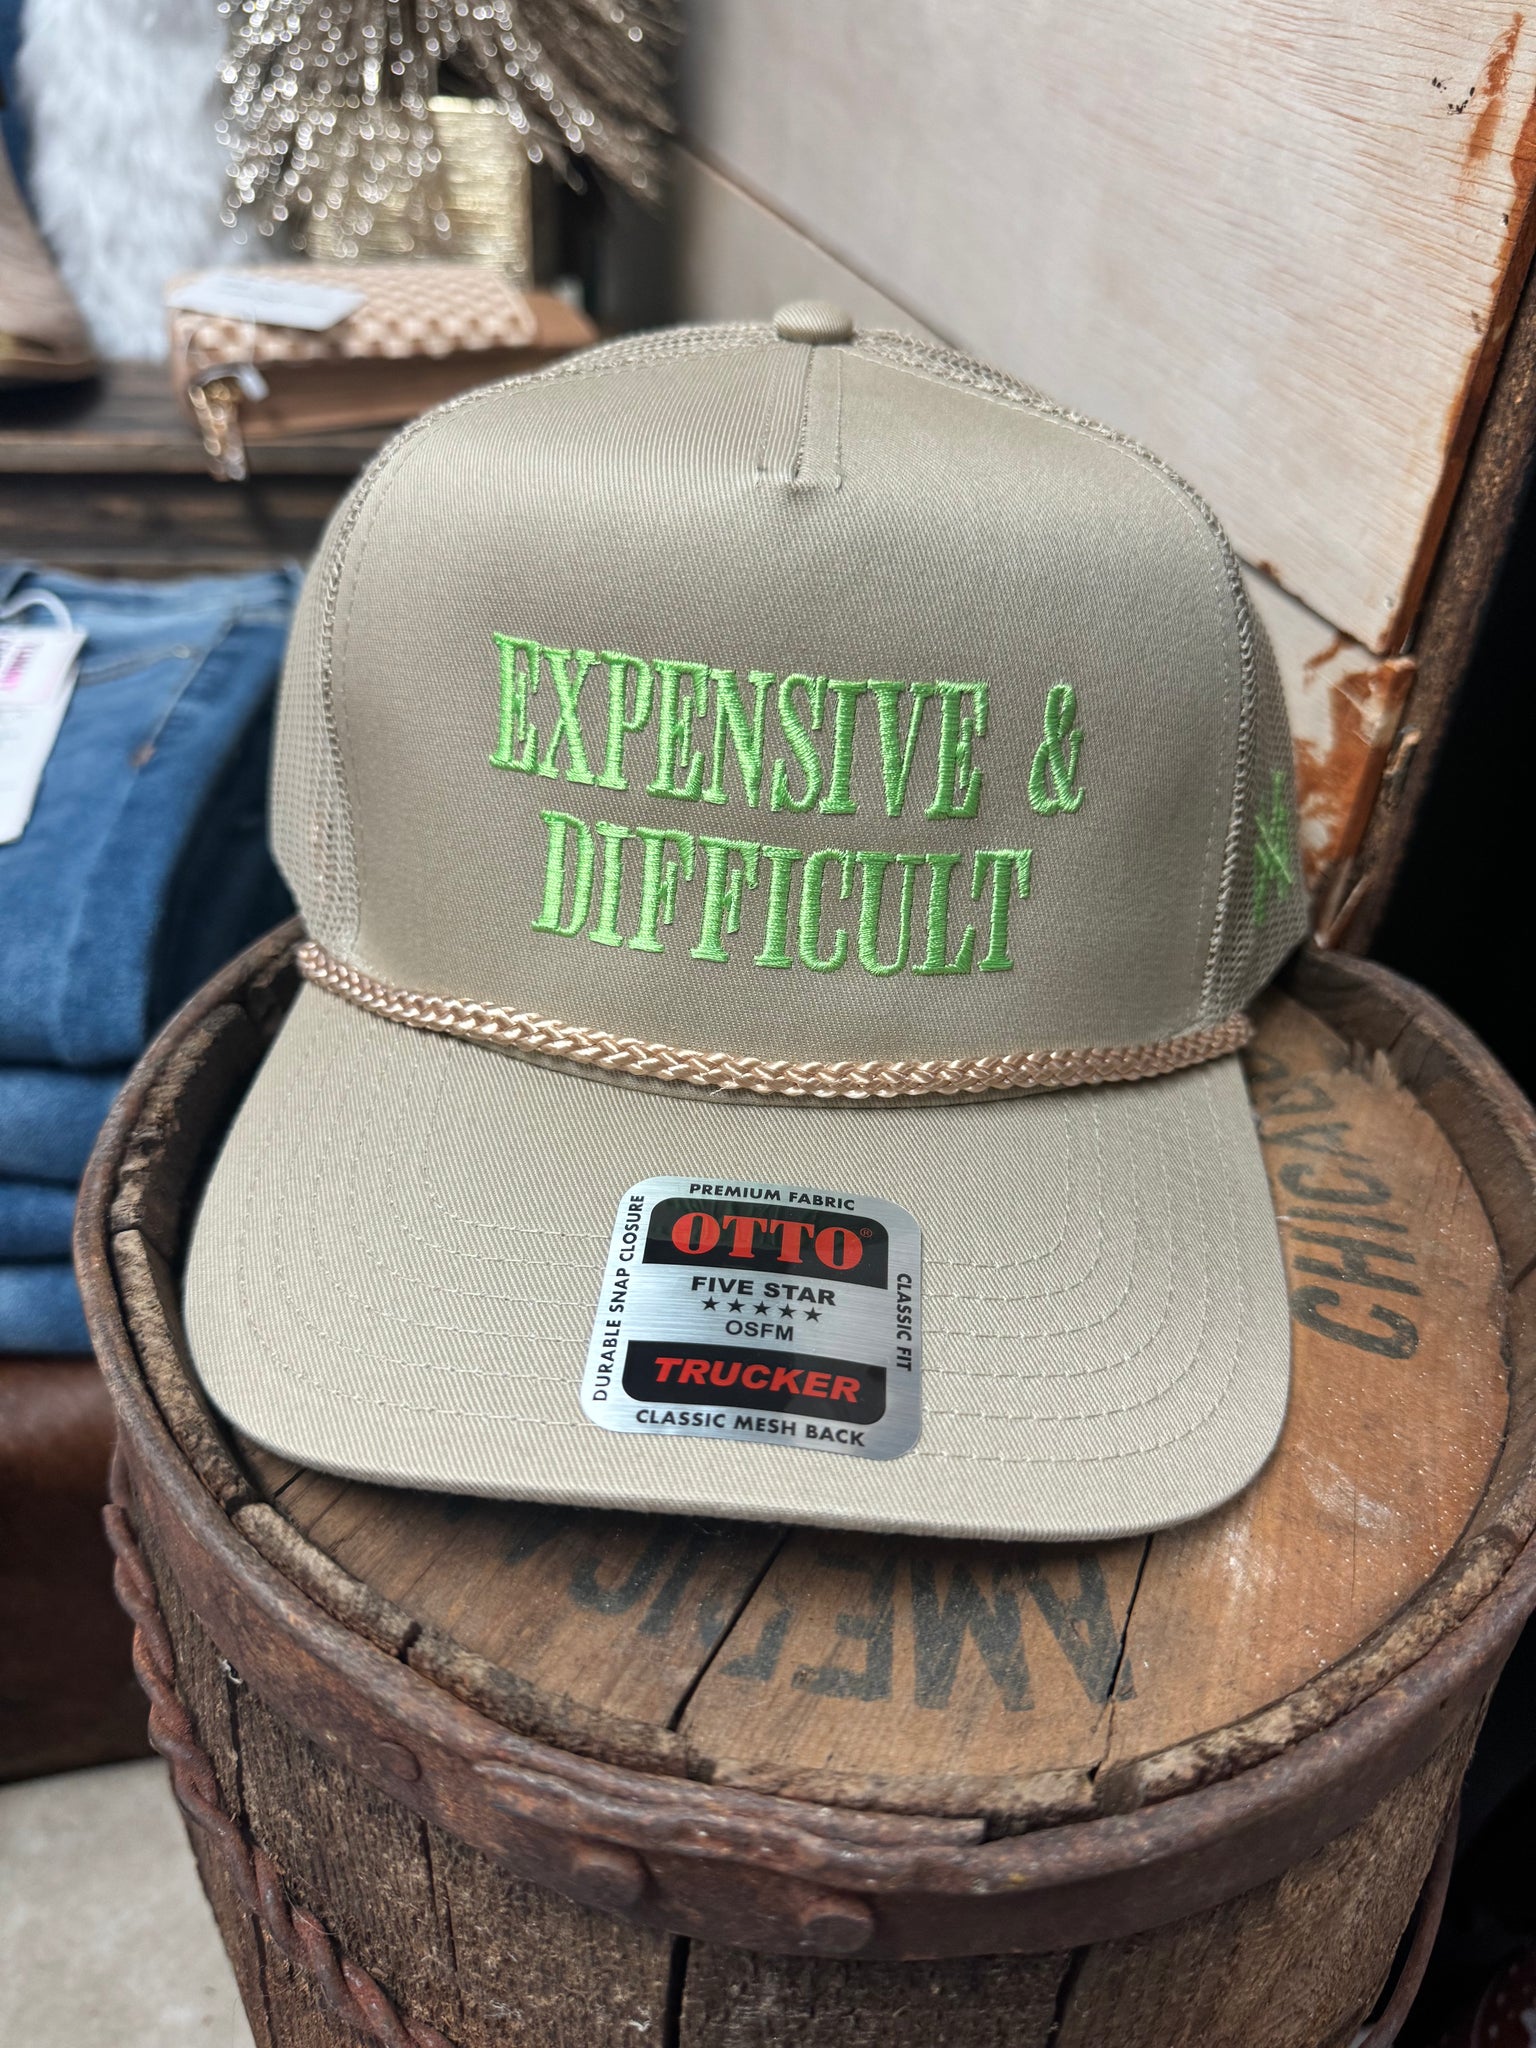 EXPENSIVE &
DIFFICULT
PREMIUM FABRIC
DURABLE SNAP CLOSURE
OTTO®
FIVE STAR
★★★★★
OSFM
TRUCKER
CLASSIC FIT
CLASSIC MESH BACK
CHICAGO